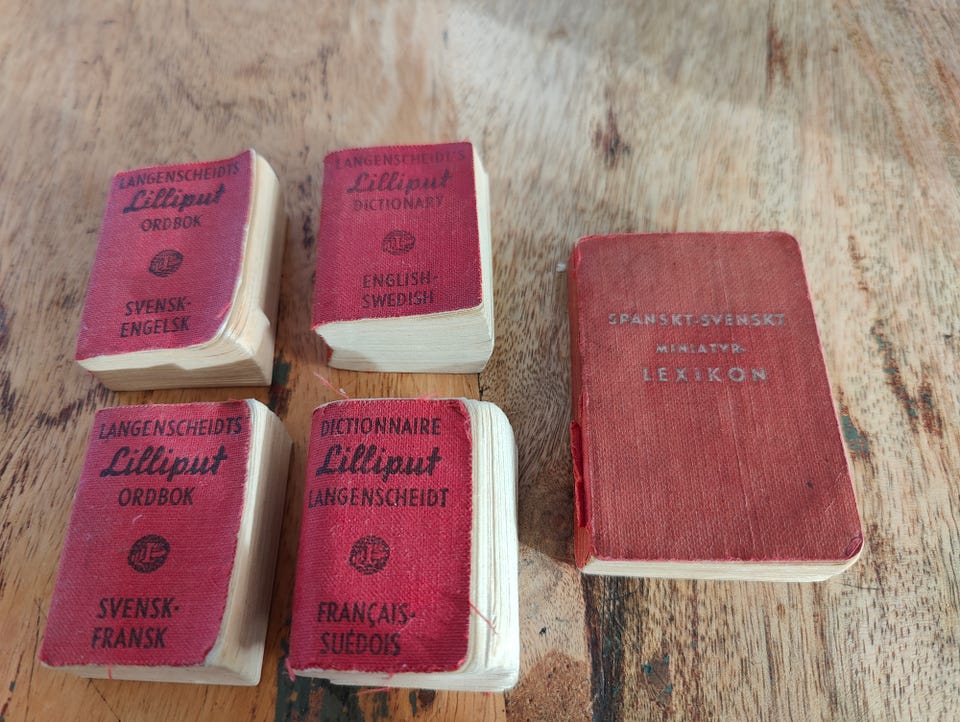 LANGENSCHEIDTS
Lilliput
ORDBOK
SVENSK-
ENGELSK
LANGENSCHEIDT'S
Lilliput
DICTIONARY
ENGLISH-
SWEDISH
LANGENSCHEIDTS
Lilliput
ORDBOK
SVENSK-
FRANSK
DICTIONNAIRE
Lilliput
LANGENSCHEIDT
FRANÇAIS-
SUÉDOIS
SPANSKT-SVENSKT
MINIATYR-
LEXIKON